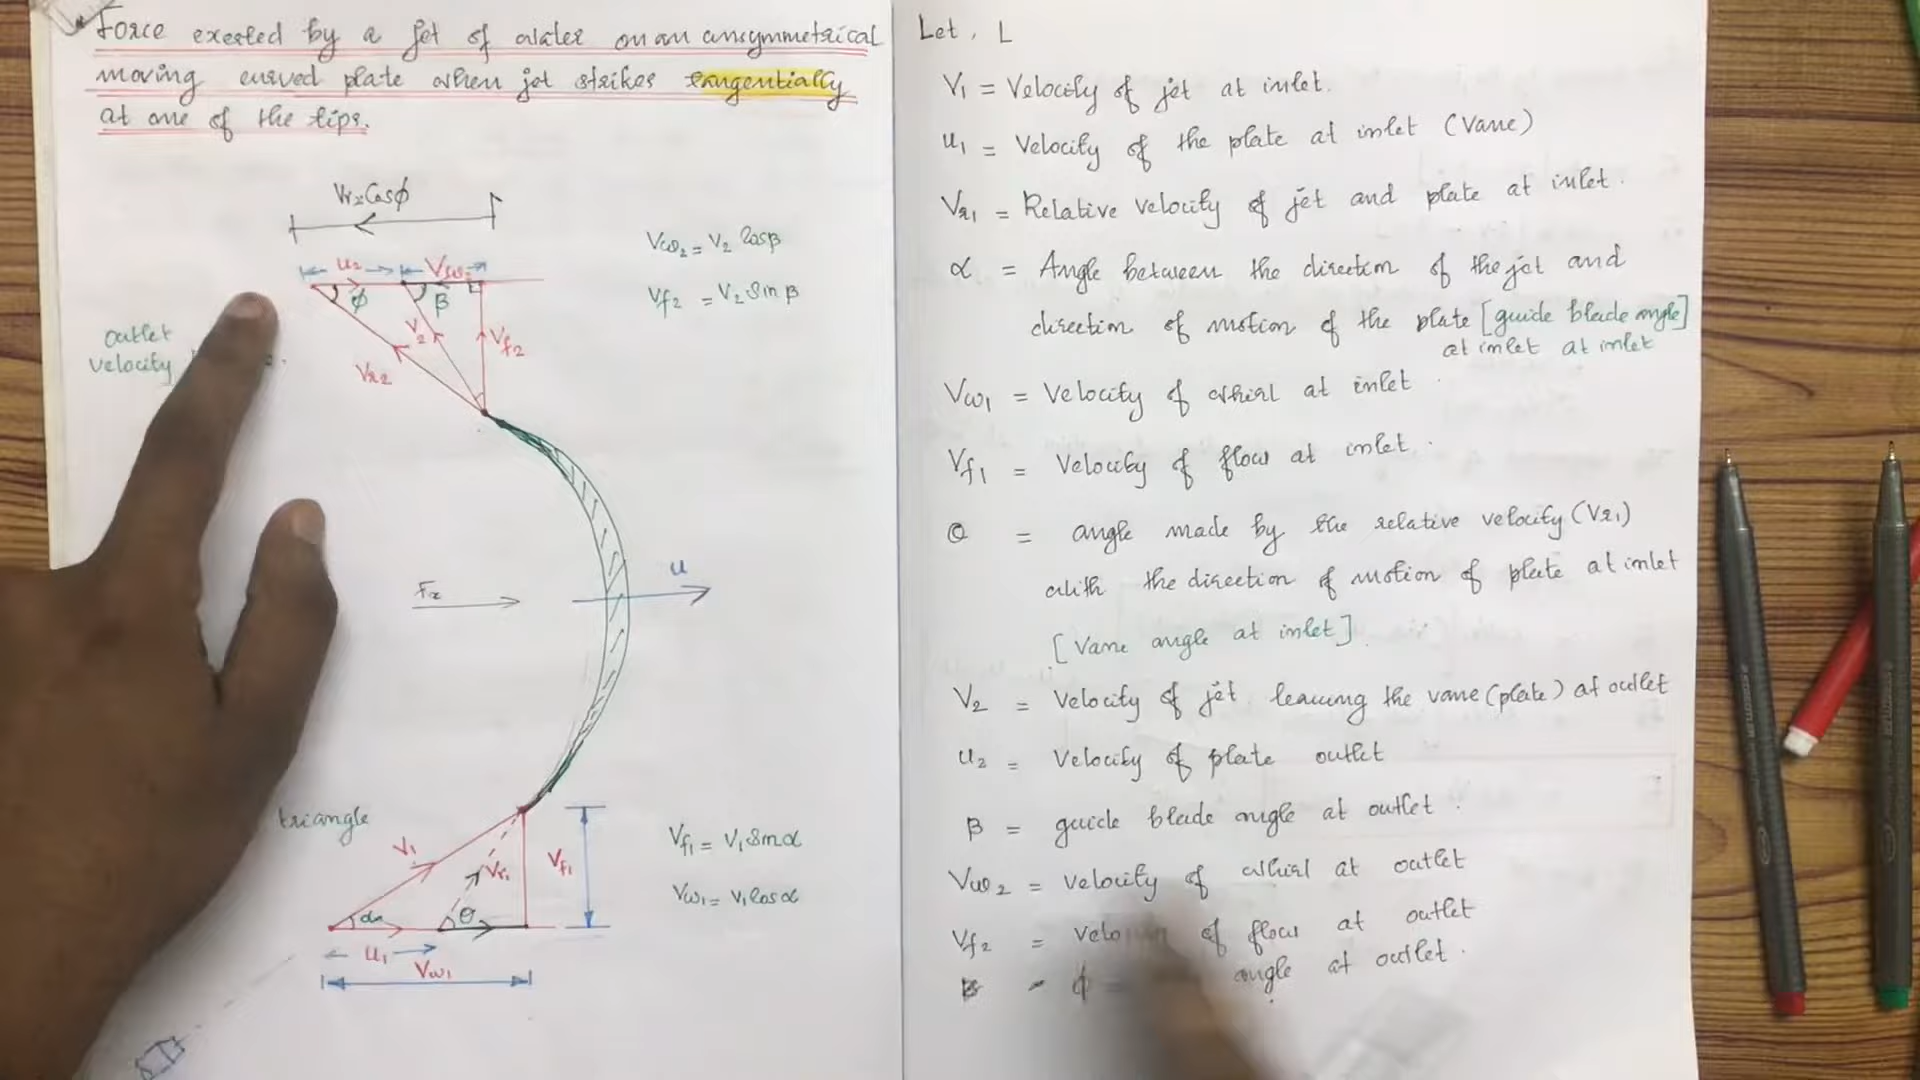 Force exerted by a jet of water on an unsymmetrical
moving curved plate when jet strikes tangentially
at one of the tips.
Vr2Cosφ
u2
Vw2
φ
β
V2
Vf2
Vr2
Vw2 = V2 Cosβ
Vf2 = V2 Sin β
outlet
velocity
Fx
u
triangle
V1
Vr1
Vf1
α
θ
u1
Vw1
Vf1 = V1 Sinα
Vw1 = V1 Cosα
Let, L
V1 = Velocity of jet at inlet.
u1 = Velocity of the plate at inlet (Vane)
Vr1 = Relative velocity of jet and plate at inlet.
α = Angle between the direction of the jet and
direction of motion of the plate [guide blade angle]
at inlet at inlet
Vw1 = Velocity of whirl at inlet
Vf1 = Velocity of flow at inlet.
θ = angle made by the relative velocity (Vr1)
with the direction of motion of plate at inlet
[Vane angle at inlet]
V2 = Velocity of jet, leaving the vane (plate) at outlet
u2 = Velocity of plate outlet
β = guide blade angle at outlet.
Vw2 = velocity of whirl at outlet
Vf2 = of flow at outlet
φ = angle at outlet.